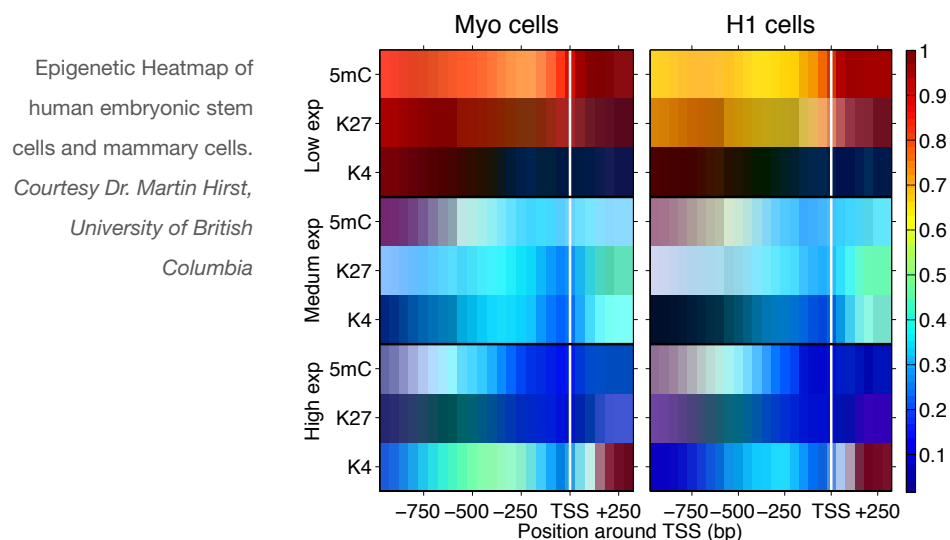 Epigenetic Heatmap of
human embryonic stem
cells and mammary cells.
Courtesy Dr. Martin Hirst,
University of British
Columbia
Myo cells
H1 cells
Low exp
5mC
K27
K4
Medum exp
5mC
K27
K4
High exp
5mC
K27
K4
−750 −500 −250 TSS +250
−750 −500 −250 TSS +250
Position around TSS (bp)
1
0.9
0.8
0.7
0.6
0.5
0.4
0.3
0.2
0.1